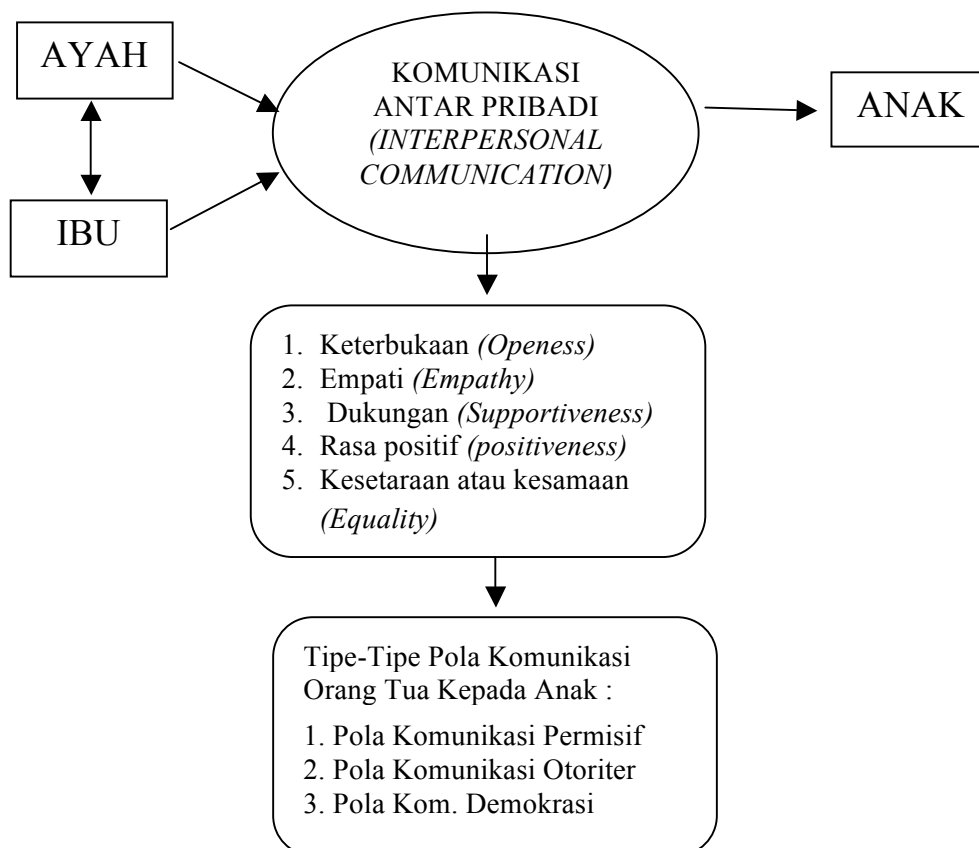 AYAH
IBU
KOMUNIKASI
ANTAR PRIBADI
(INTERPERSONAL
COMMUNICATION)
ANAK
1. Keterbukaan (Openess)
2. Empati (Empathy)
3. Dukungan (Supportiveness)
4. Rasa positif (positiveness)
5. Kesetaraan atau kesamaan
(Equality)
Tipe-Tipe Pola Komunikasi
Orang Tua Kepada Anak :
1. Pola Komunikasi Permisif
2. Pola Komunikasi Otoriter
3. Pola Kom. Demokrasi